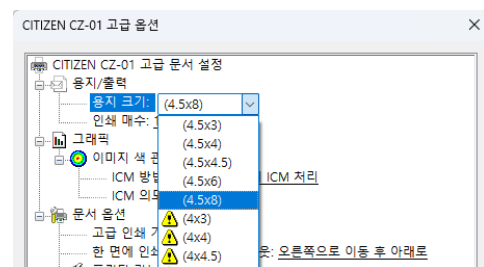 CITIZEN CZ-01 고급 옵션
CITIZEN CZ-01 고급 문서 설정
용지/출력
용지 크기: (4.5x8)
인쇄 매수:
(4.5x3)
그래픽
(4.5x4)
이미지 색
(4.5x4.5)
ICM
(4.5x6)
ICM 처리
ICM
(4.5x8)
문서 옵션
(4x3)
고급 인쇄
(4x4)
한 면에 인쇄
(4x4.5)
오른쪽으로 이동 후 아래로